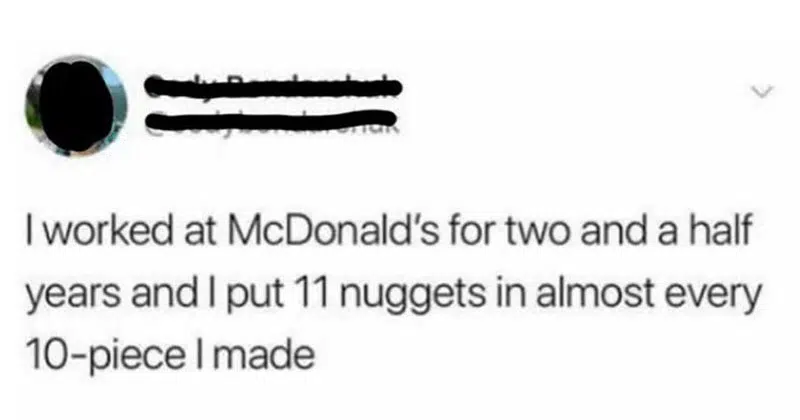 I worked at McDonald's for two and a half
years and I put 11 nuggets in almost every
10-piece I made